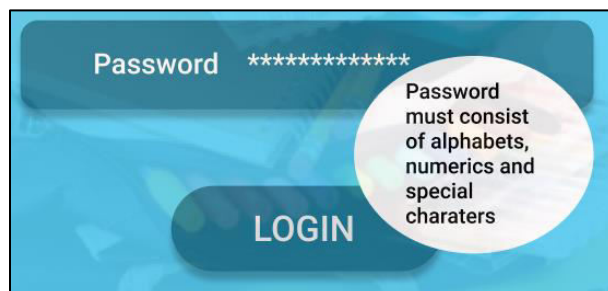 Password *************
Password
must consist
of alphabets,
numerics and
special
charaters
LOGIN